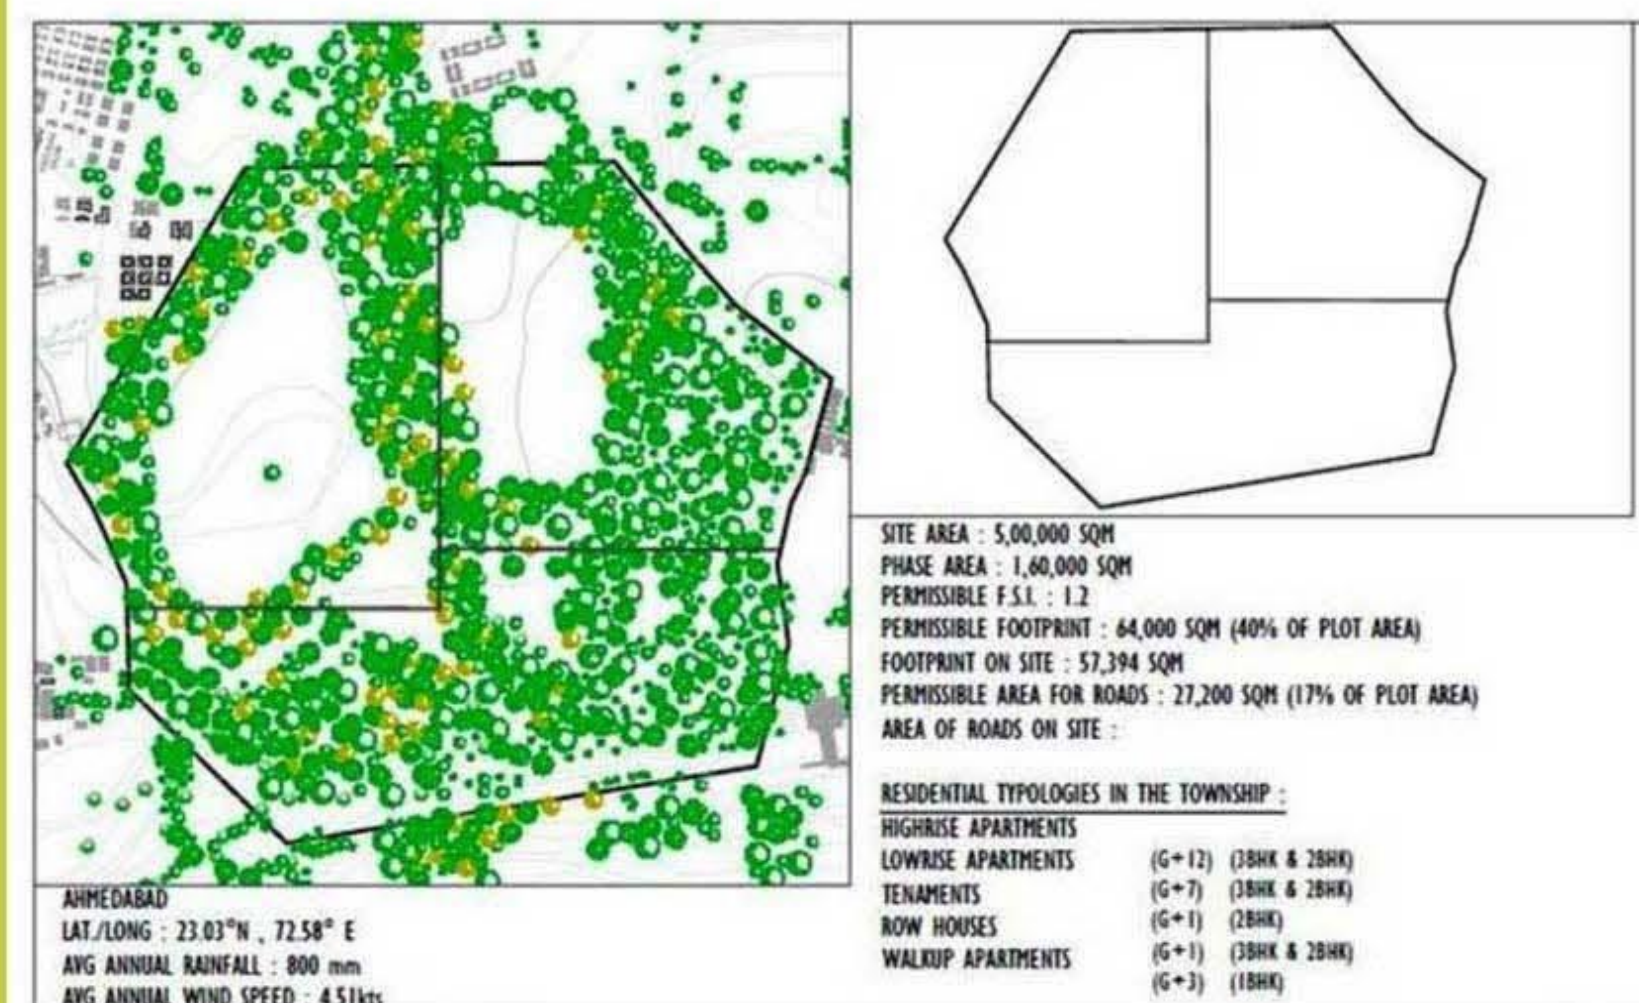 SITE AREA : 5,00,000 SQM
PHASE AREA : 1,60,000 SQM
PERMISSIBLE F.S.I. : 1.2
PERMISSIBLE FOOTPRINT : 64,000 SQM (40% OF PLOT AREA)
FOOTPRINT ON SITE : 57,394 SQM
PERMISSIBLE AREA FOR ROADS : 27,200 SQM (17% OF PLOT AREA)
AREA OF ROADS ON SITE :
RESIDENTIAL TYPOLOGIES IN THE TOWNSHIP :
HIGHRISE APARTMENTS
LOWRISE APARTMENTS (G+12) (3BHK & 2BHK)
TENAMENTS (G+7) (3BHK & 2BHK)
ROW HOUSES (G+1) (2BHK)
WALKUP APARTMENTS (G+1) (3BHK & 2BHK)
(G+3) (1BHK)
AHMEDABAD
LAT./LONG : 23.03°N , 72.58° E
AVG ANNUAL RAINFALL : 800 mm
AVG ANNUAL WIND SPEED : 4.51kts